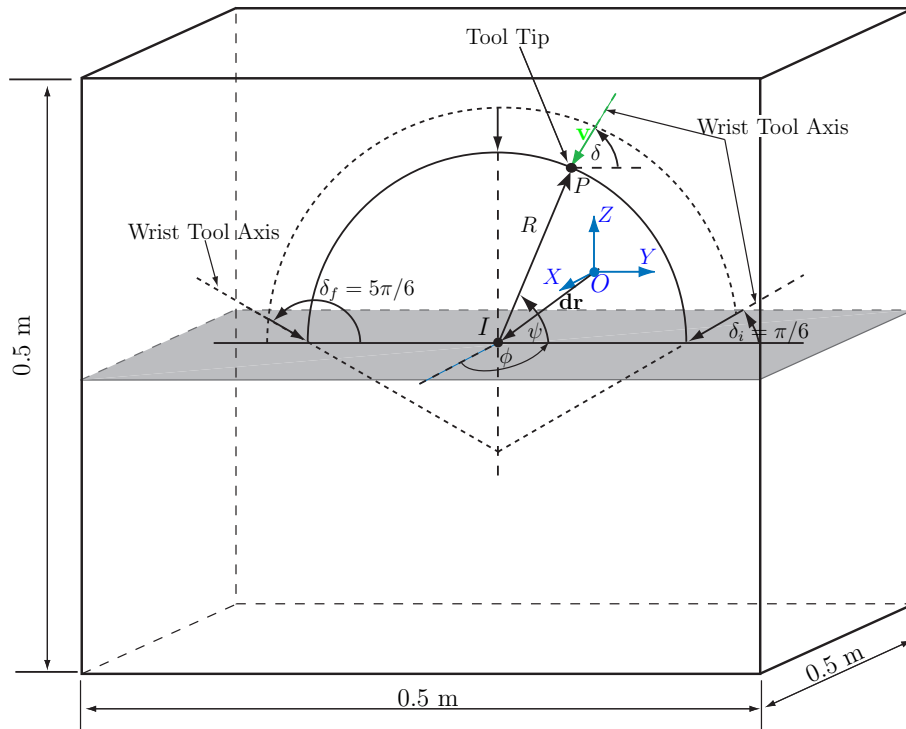 Tool Tip
Wrist Tool Axis
v
δ
P
R
Z
Y
X
O
dr
Wrist Tool Axis
δ_f = 5π/6
I
ψ
ϕ
δ_i = π/6
0.5 m
0.5 m
0.5 m